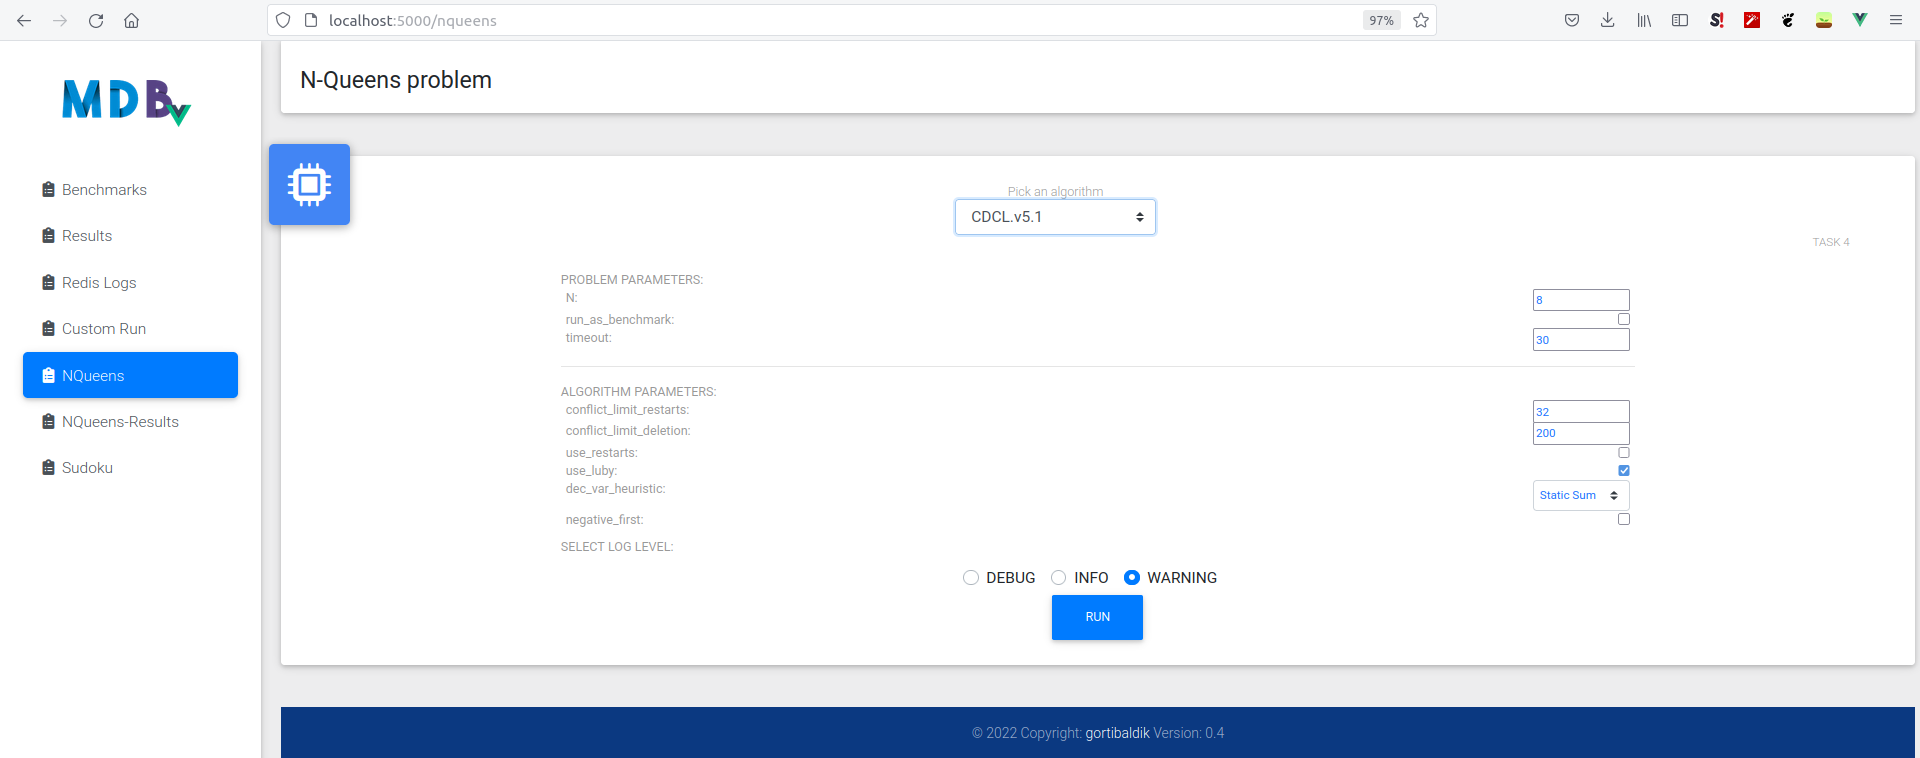 localhost:5000/nqueens
97%
MDB
Benchmarks
Results
Redis Logs
Custom Run
NQueens
NQueens-Results
Sudoku
N-Queens problem
Pick an algorithm
CDCL.v5.1
TASK 4
PROBLEM PARAMETERS:
N: 8
run_as_benchmark:
timeout: 30
ALGORITHM PARAMETERS:
conflict_limit_restarts: 32
conflict_limit_deletion: 200
use_restarts:
use_luby:
dec_var_heuristic: Static Sum
negative_first:
SELECT LOG LEVEL:
DEBUG INFO WARNING
RUN
© 2022 Copyright: gortibaldik Version: 0.4